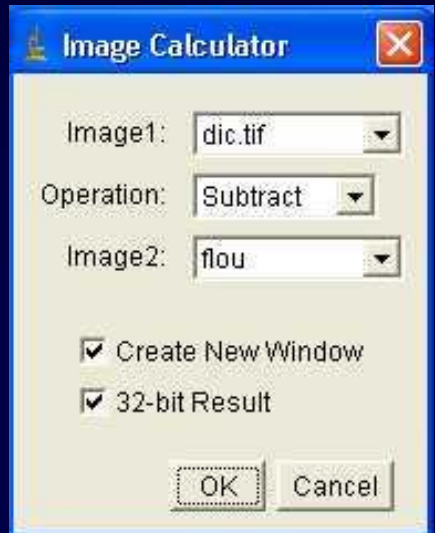 Image Calculator
Image1: dic.tif
Operation: Subtract
Image2: flou
Create New Window
32-bit Result
OK Cancel